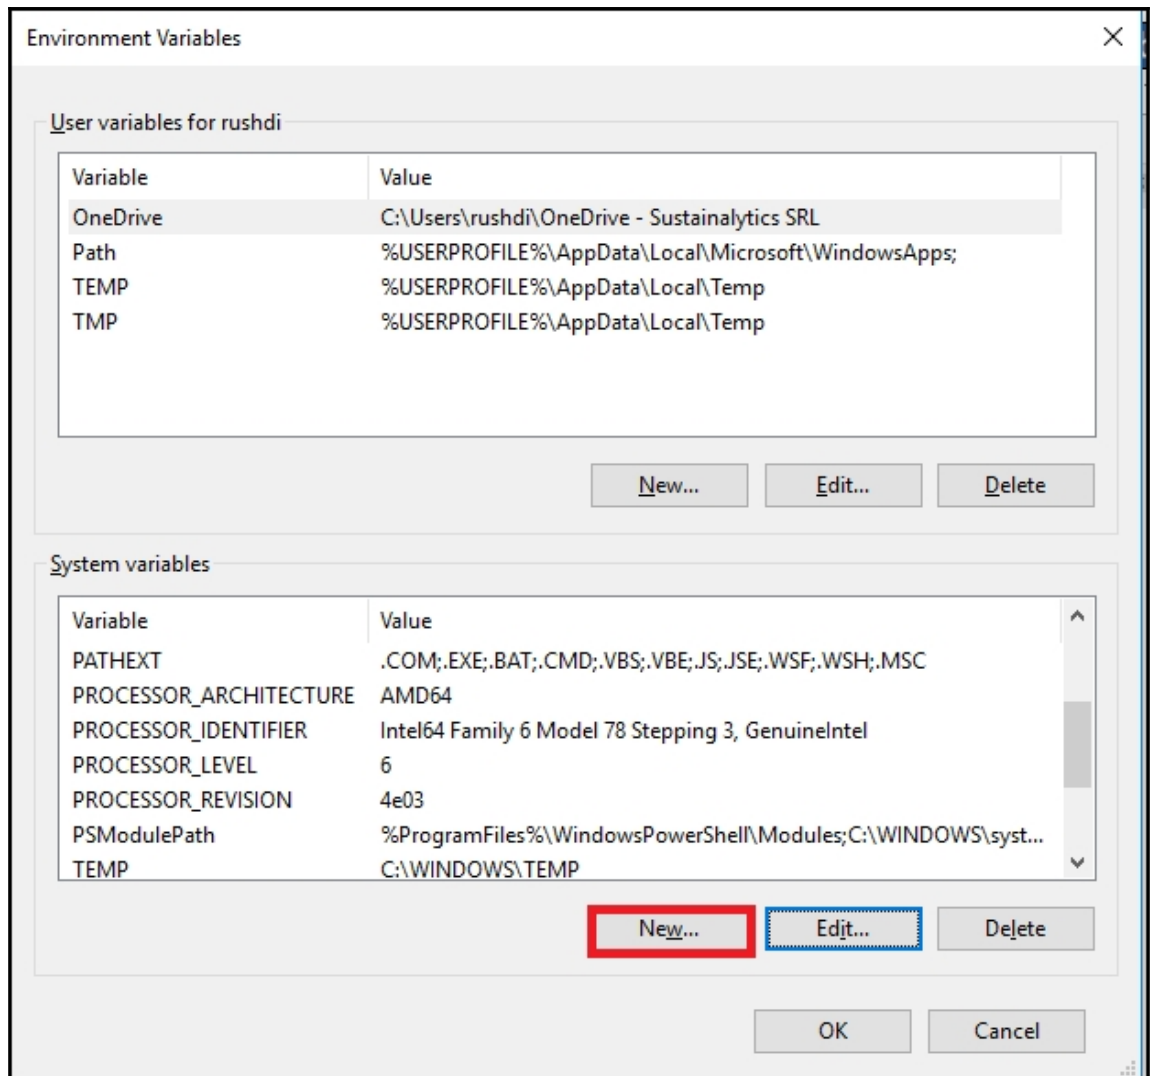 Environment Variables
User variables for rushdi
Variable Value
OneDrive C:\Users\rushdi\OneDrive - Sustainalytics SRL
Path %USERPROFILE%\AppData\Local\Microsoft\WindowsApps;
TEMP %USERPROFILE%\AppData\Local\Temp
TMP %USERPROFILE%\AppData\Local\Temp
New... Edit... Delete
System variables
Variable Value
PATHEXT .COM;.EXE;.BAT;.CMD;.VBS;.VBE;.JS;.JSE;.WSF;.WSH;.MSC
PROCESSOR_ARCHITECTURE AMD64
PROCESSOR_IDENTIFIER Intel64 Family 6 Model 78 Stepping 3, GenuineIntel
PROCESSOR_LEVEL 6
PROCESSOR_REVISION 4e03
PSModulePath %ProgramFiles%\WindowsPowerShell\Modules;C:\WINDOWS\syst...
TEMP C:\WINDOWS\TEMP
New... Edit... Delete
OK Cancel